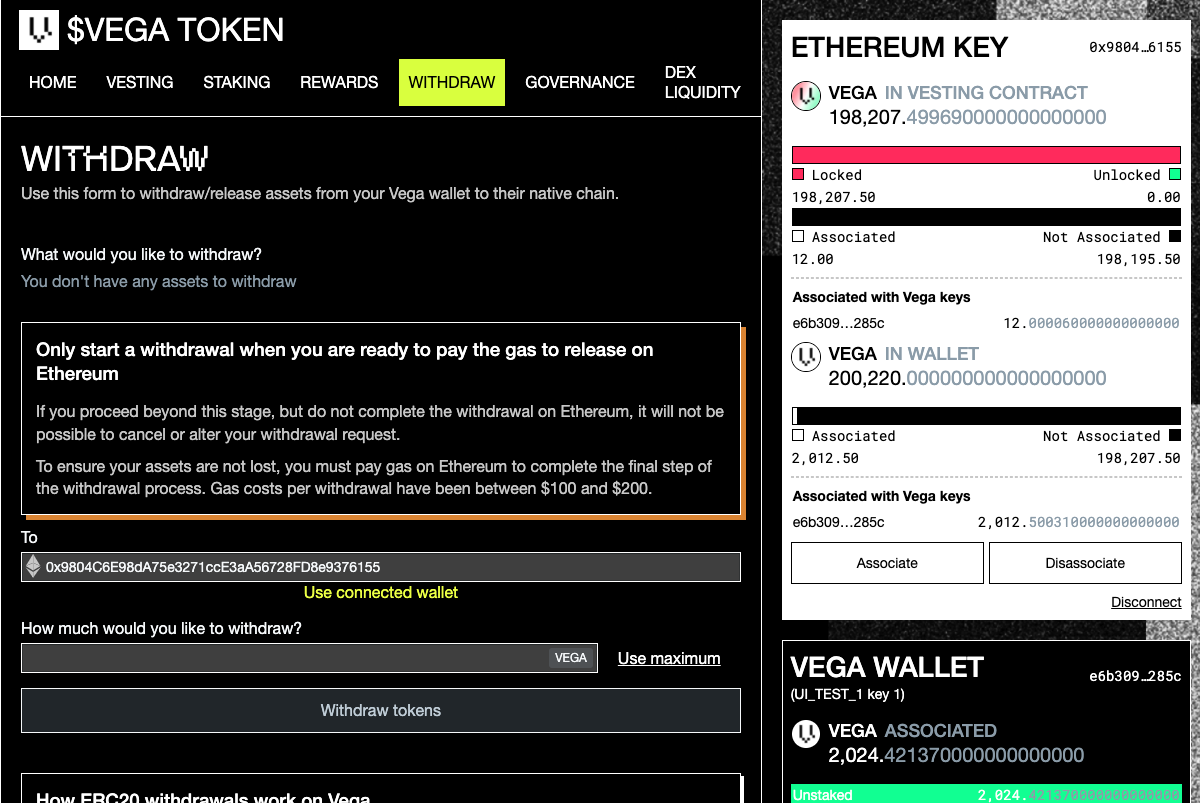 $VEGA TOKEN
HOME VESTING STAKING REWARDS WITHDRAW GOVERNANCE DEX LIQUIDITY
WITHDRAW
Use this form to withdraw/release assets from your Vega wallet to their native chain.
What would you like to withdraw?
You don't have any assets to withdraw
Only start a withdrawal when you are ready to pay the gas to release on
Ethereum
If you proceed beyond this stage, but do not complete the withdrawal on Ethereum, it will not be
possible to cancel or alter your withdrawal request.
To ensure your assets are not lost, you must pay gas on Ethereum to complete the final step of
the withdrawal process. Gas costs per withdrawal have been between $100 and $200.
To
0x9804C6E98dA75e3271ccE3aA56728FD8e9376155
Use connected wallet
How much would you like to withdraw?
VEGA Use maximum
Withdraw tokens
How ERC20 withdrawals work on Vega
ETHEREUM KEY 0x9804…6155
VEGA IN VESTING CONTRACT
198,207.499690000000000000
Locked Unlocked
198,207.50 0.00
Associated Not Associated
12.00 198,195.50
Associated with Vega keys
e6b309…285c 12.000060000000000000
VEGA IN WALLET
200,220.000000000000000000
Associated Not Associated
2,012.50 198,207.50
Associated with Vega keys
e6b309…285c 2,012.500310000000000000
Associate Disassociate
Disconnect
VEGA WALLET e6b309…285c
(UI_TEST_1 key 1)
VEGA ASSOCIATED
2,024.421370000000000000
Unstaked 2,024.421370000000000000